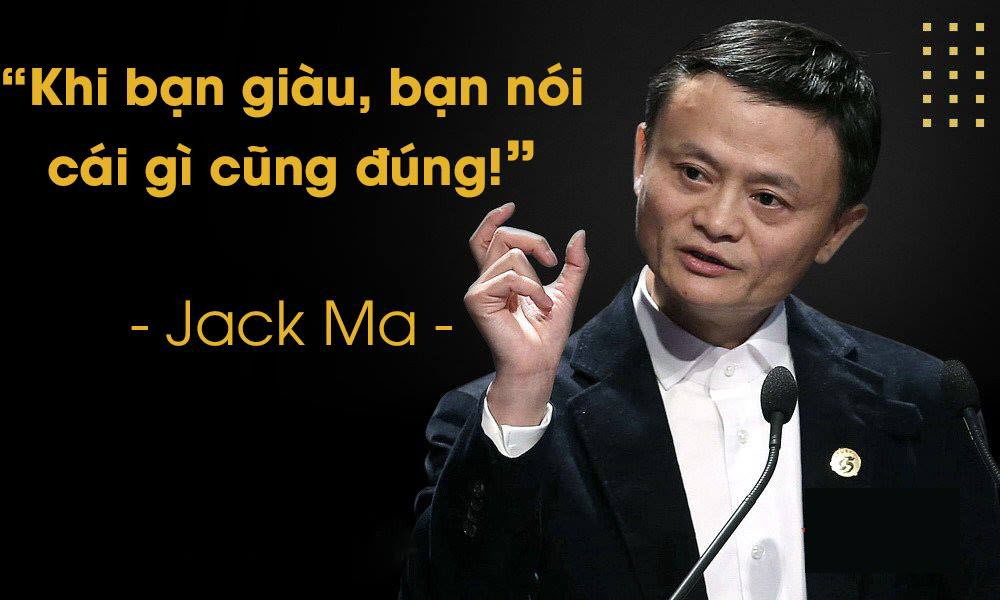 “Khi bạn giàu, bạn nói
cái gì cũng đúng!”
- Jack Ma -